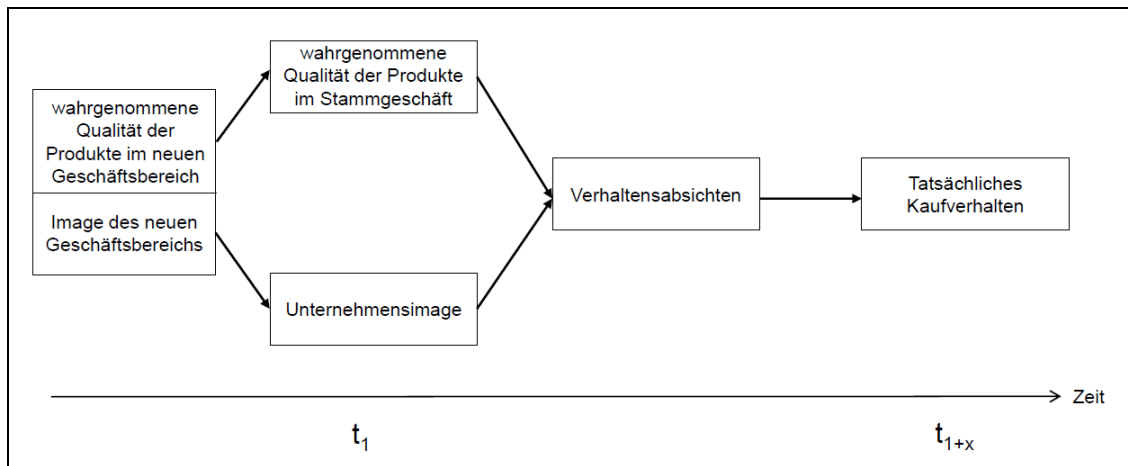 wahrgenommene
Qualität der
Produkte im neuen
Geschäftsbereich
Image des neuen
Geschäftsbereichs
wahrgenommene
Qualität der Produkte
im Stammgeschäft
Unternehmensimage
Verhaltensabsichten
Tatsächliches
Kaufverhalten
Zeit
t1
t1+x